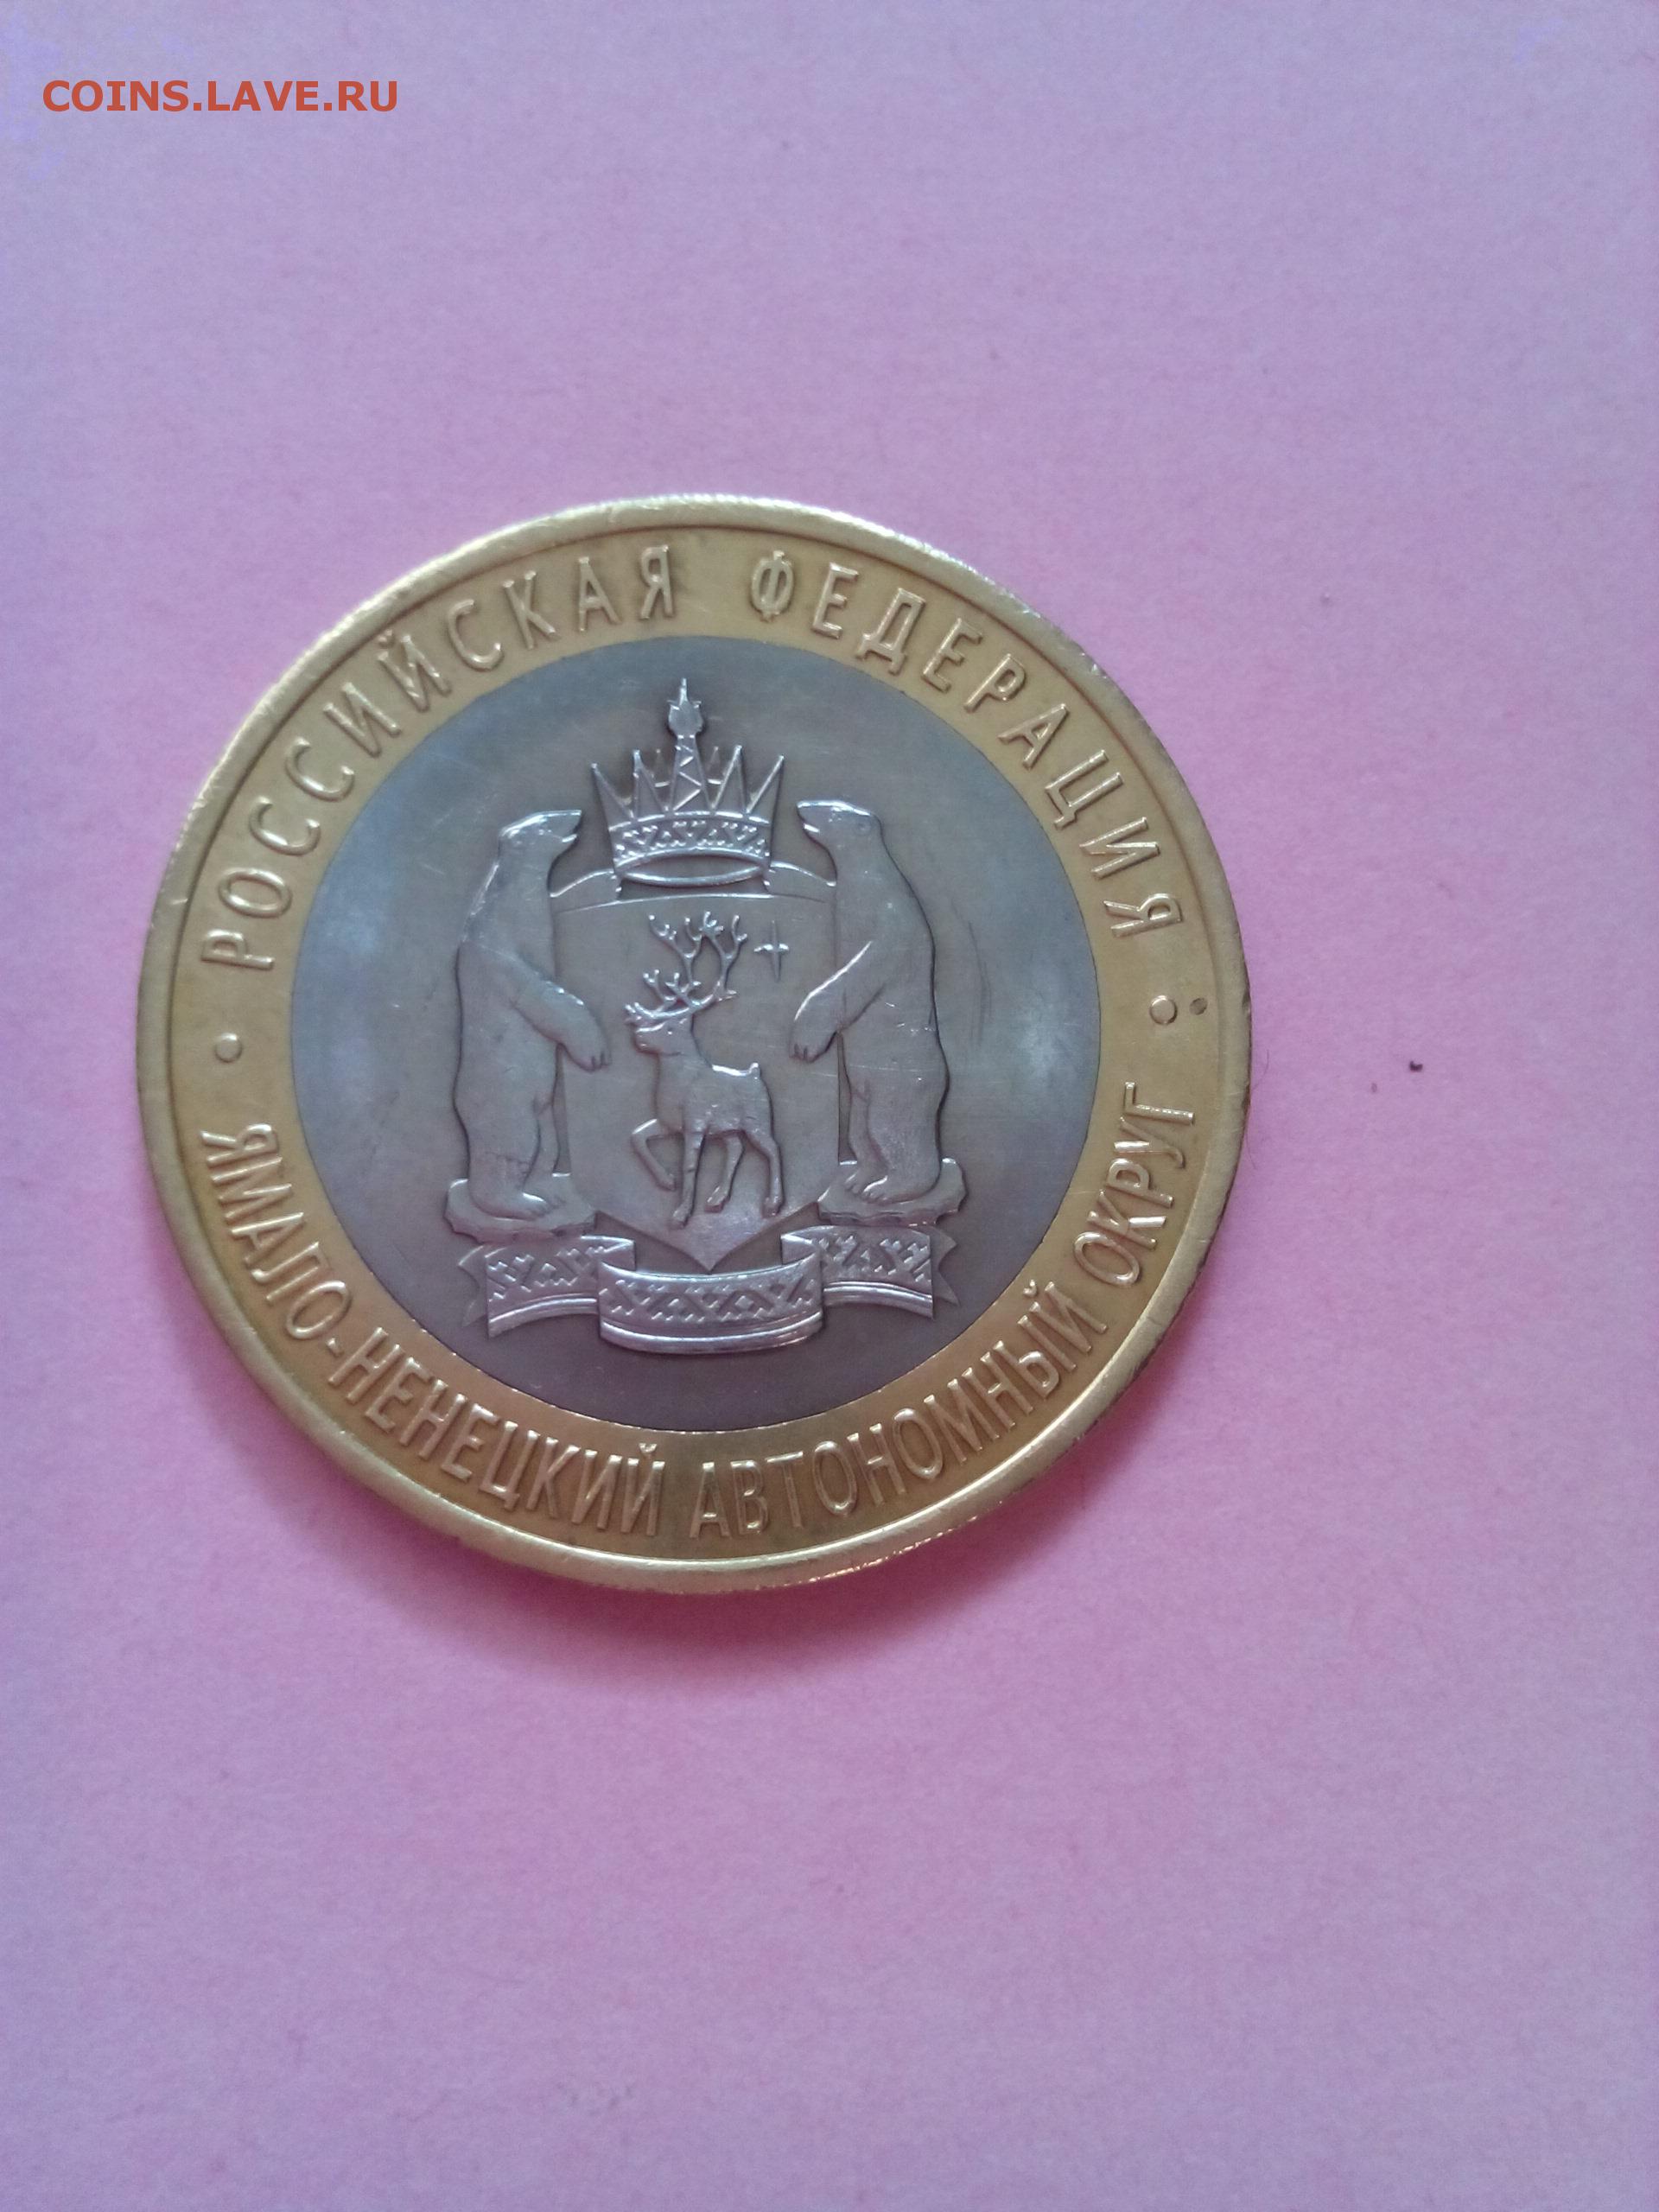 COINS.LAVE.RU
РОССИЙСКАЯ ФЕДЕРАЦИЯ
ЯМАЛО-НЕНЕЦКИЙ АВТОНОМНЫЙ ОКРУГ